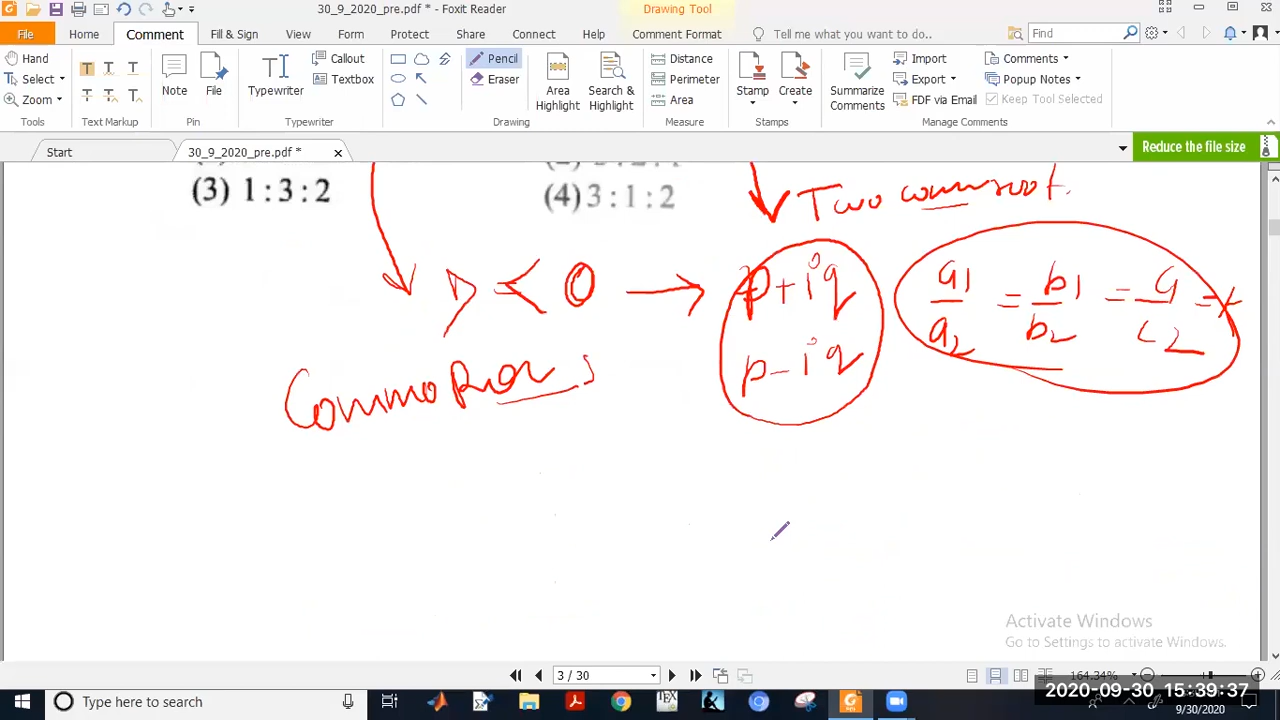 30_9_2020_pre.pdf * - Foxit Reader
Drawing Tool
File Home Comment Fill & Sign View Form Protect Share Connect Help Comment Format Tell me what you want to do.. Find
Hand
Select
Zoom
Tools
Text Markup
Note
File
Pin
Typewriter
Callout
Textbox
Typewriter
Pencil
Eraser
Drawing
Area Highlight
Search & Highlight
Distance
Perimeter
Area
Measure
Stamp
Create
Stamps
Summarize Comments
Import
Export
FDF via Email
Comments
Popup Notes
Keep Tool Selected
Manage Comments
Start
30_9_2020_pre.pdf *
Reduce the file size
(3) 1 : 3 : 2
(4) 3 : 1 : 2
Two
D < 0 → p + iq
p - iq
a1/a2 = b1/b2 = c1/c2 =
Activate Windows
Go to Settings to activate Windows.
3 / 30
164.34%
Type here to search
2020-09-30 15:39:37
9/30/2020